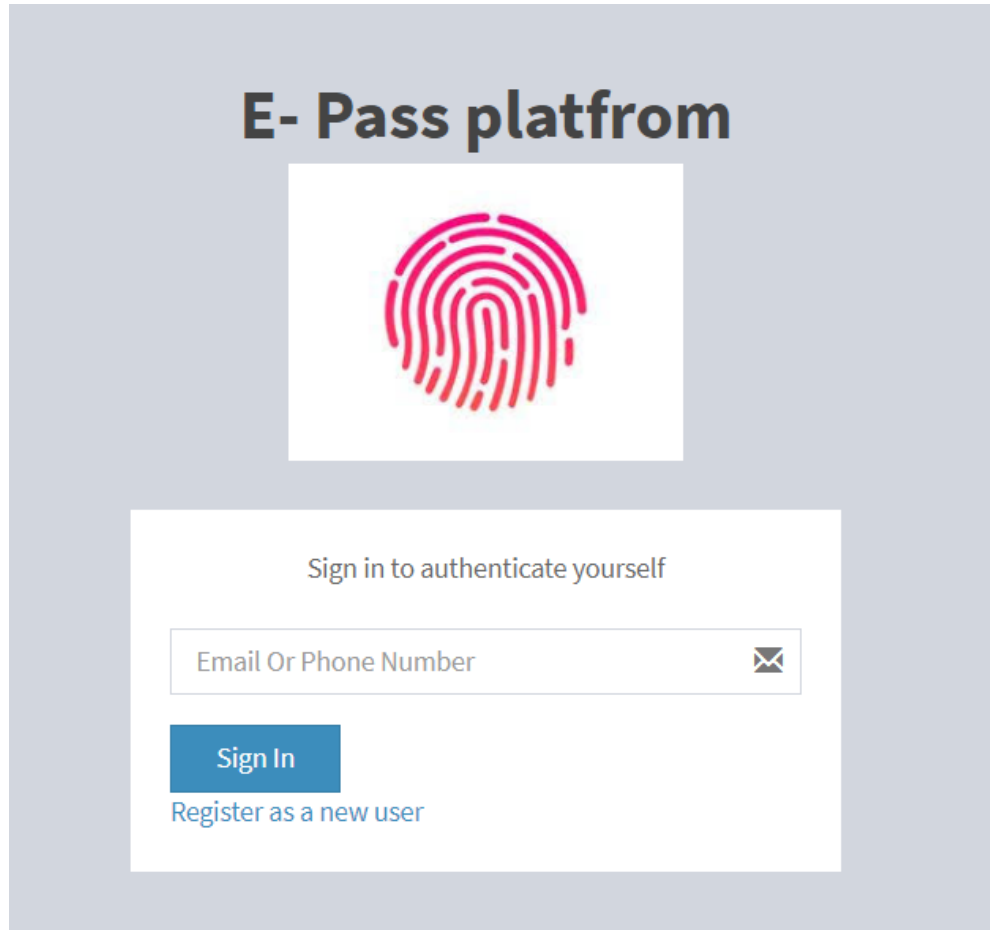 E- Pass platfrom
Sign in to authenticate yourself
Email Or Phone Number
Sign In
Register as a new user